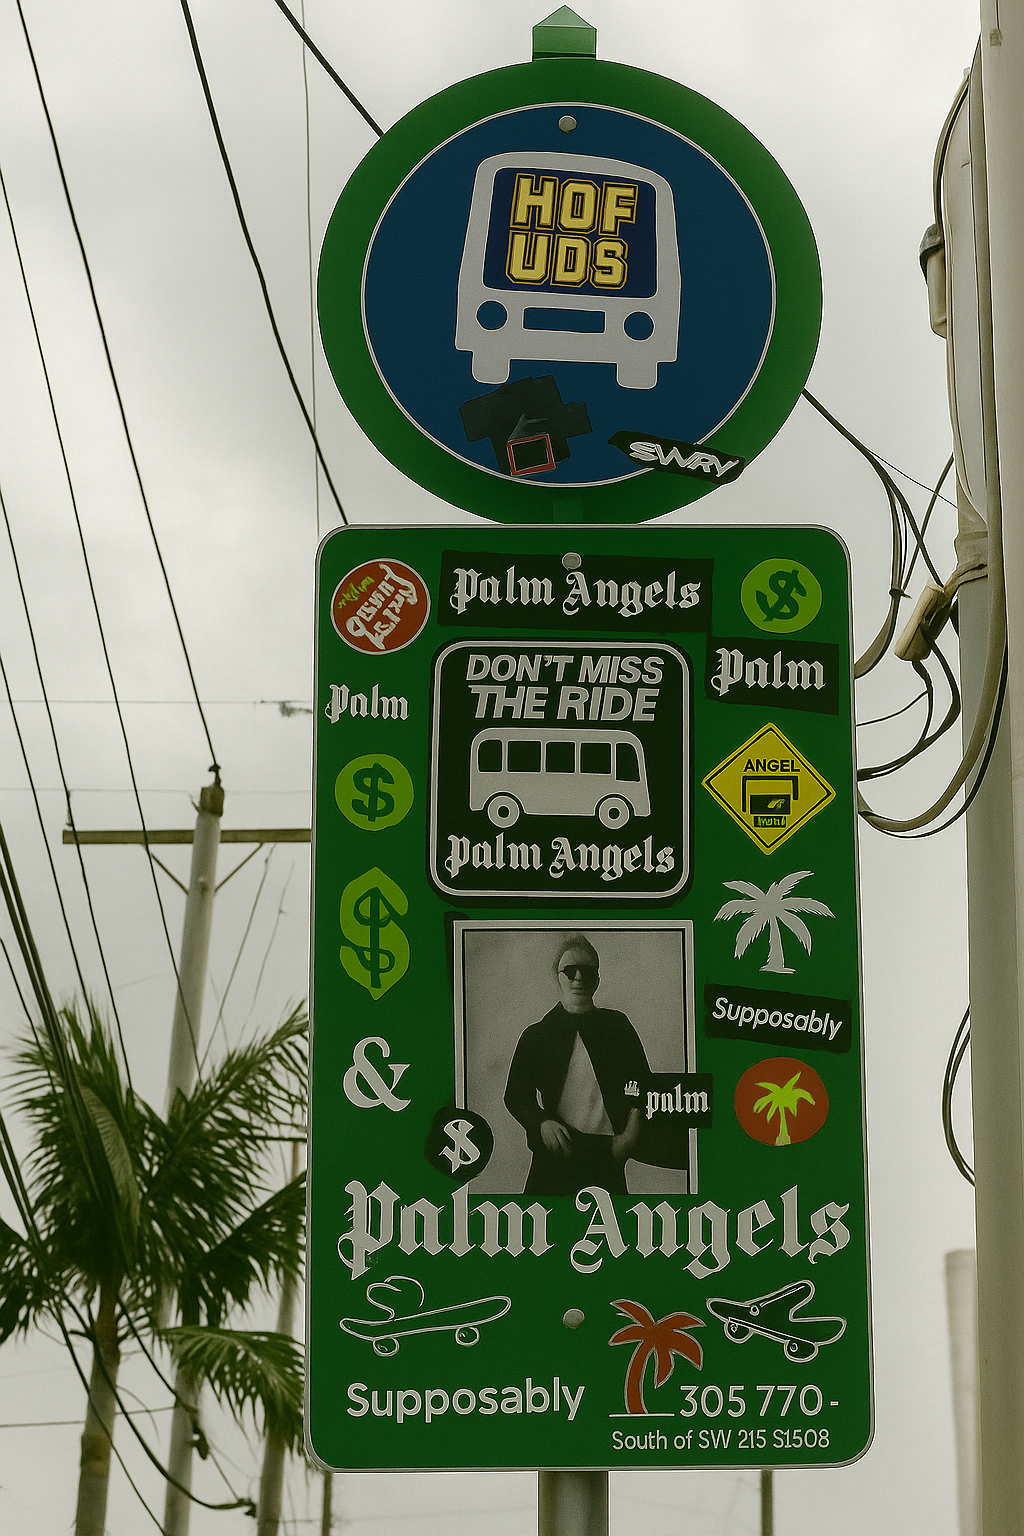 HOF
UDS
SWRY
Palm Angels
Palm
DON'T MISS
THE RIDE
Palm
ANGEL
Palm Angels
Supposably
&
palm
Palm Angels
Supposably
305 770-
South of SW 215 S1508
$
$
$
$